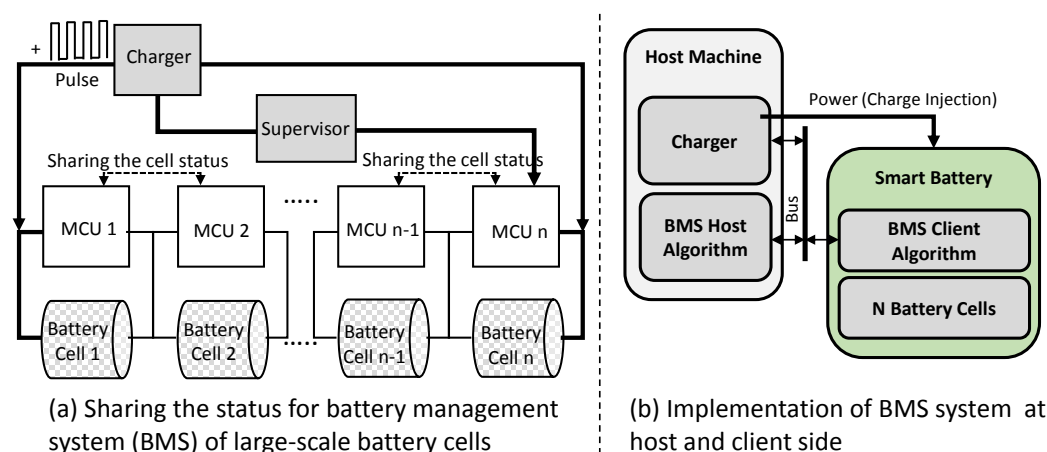 +
Pulse
Charger
Supervisor
Sharing the cell status
Sharing the cell status
MCU 1
MCU 2
.....
MCU n-1
MCU n
Battery
Cell 1
Battery
Cell 2
.....
Battery
Cell n-1
Battery
Cell n
(a) Sharing the status for battery management
system (BMS) of large-scale battery cells
Host Machine
Charger
BMS Host
Algorithm
Bus
Power (Charge Injection)
Smart Battery
BMS Client
Algorithm
N Battery Cells
(b) Implementation of BMS system at
host and client side